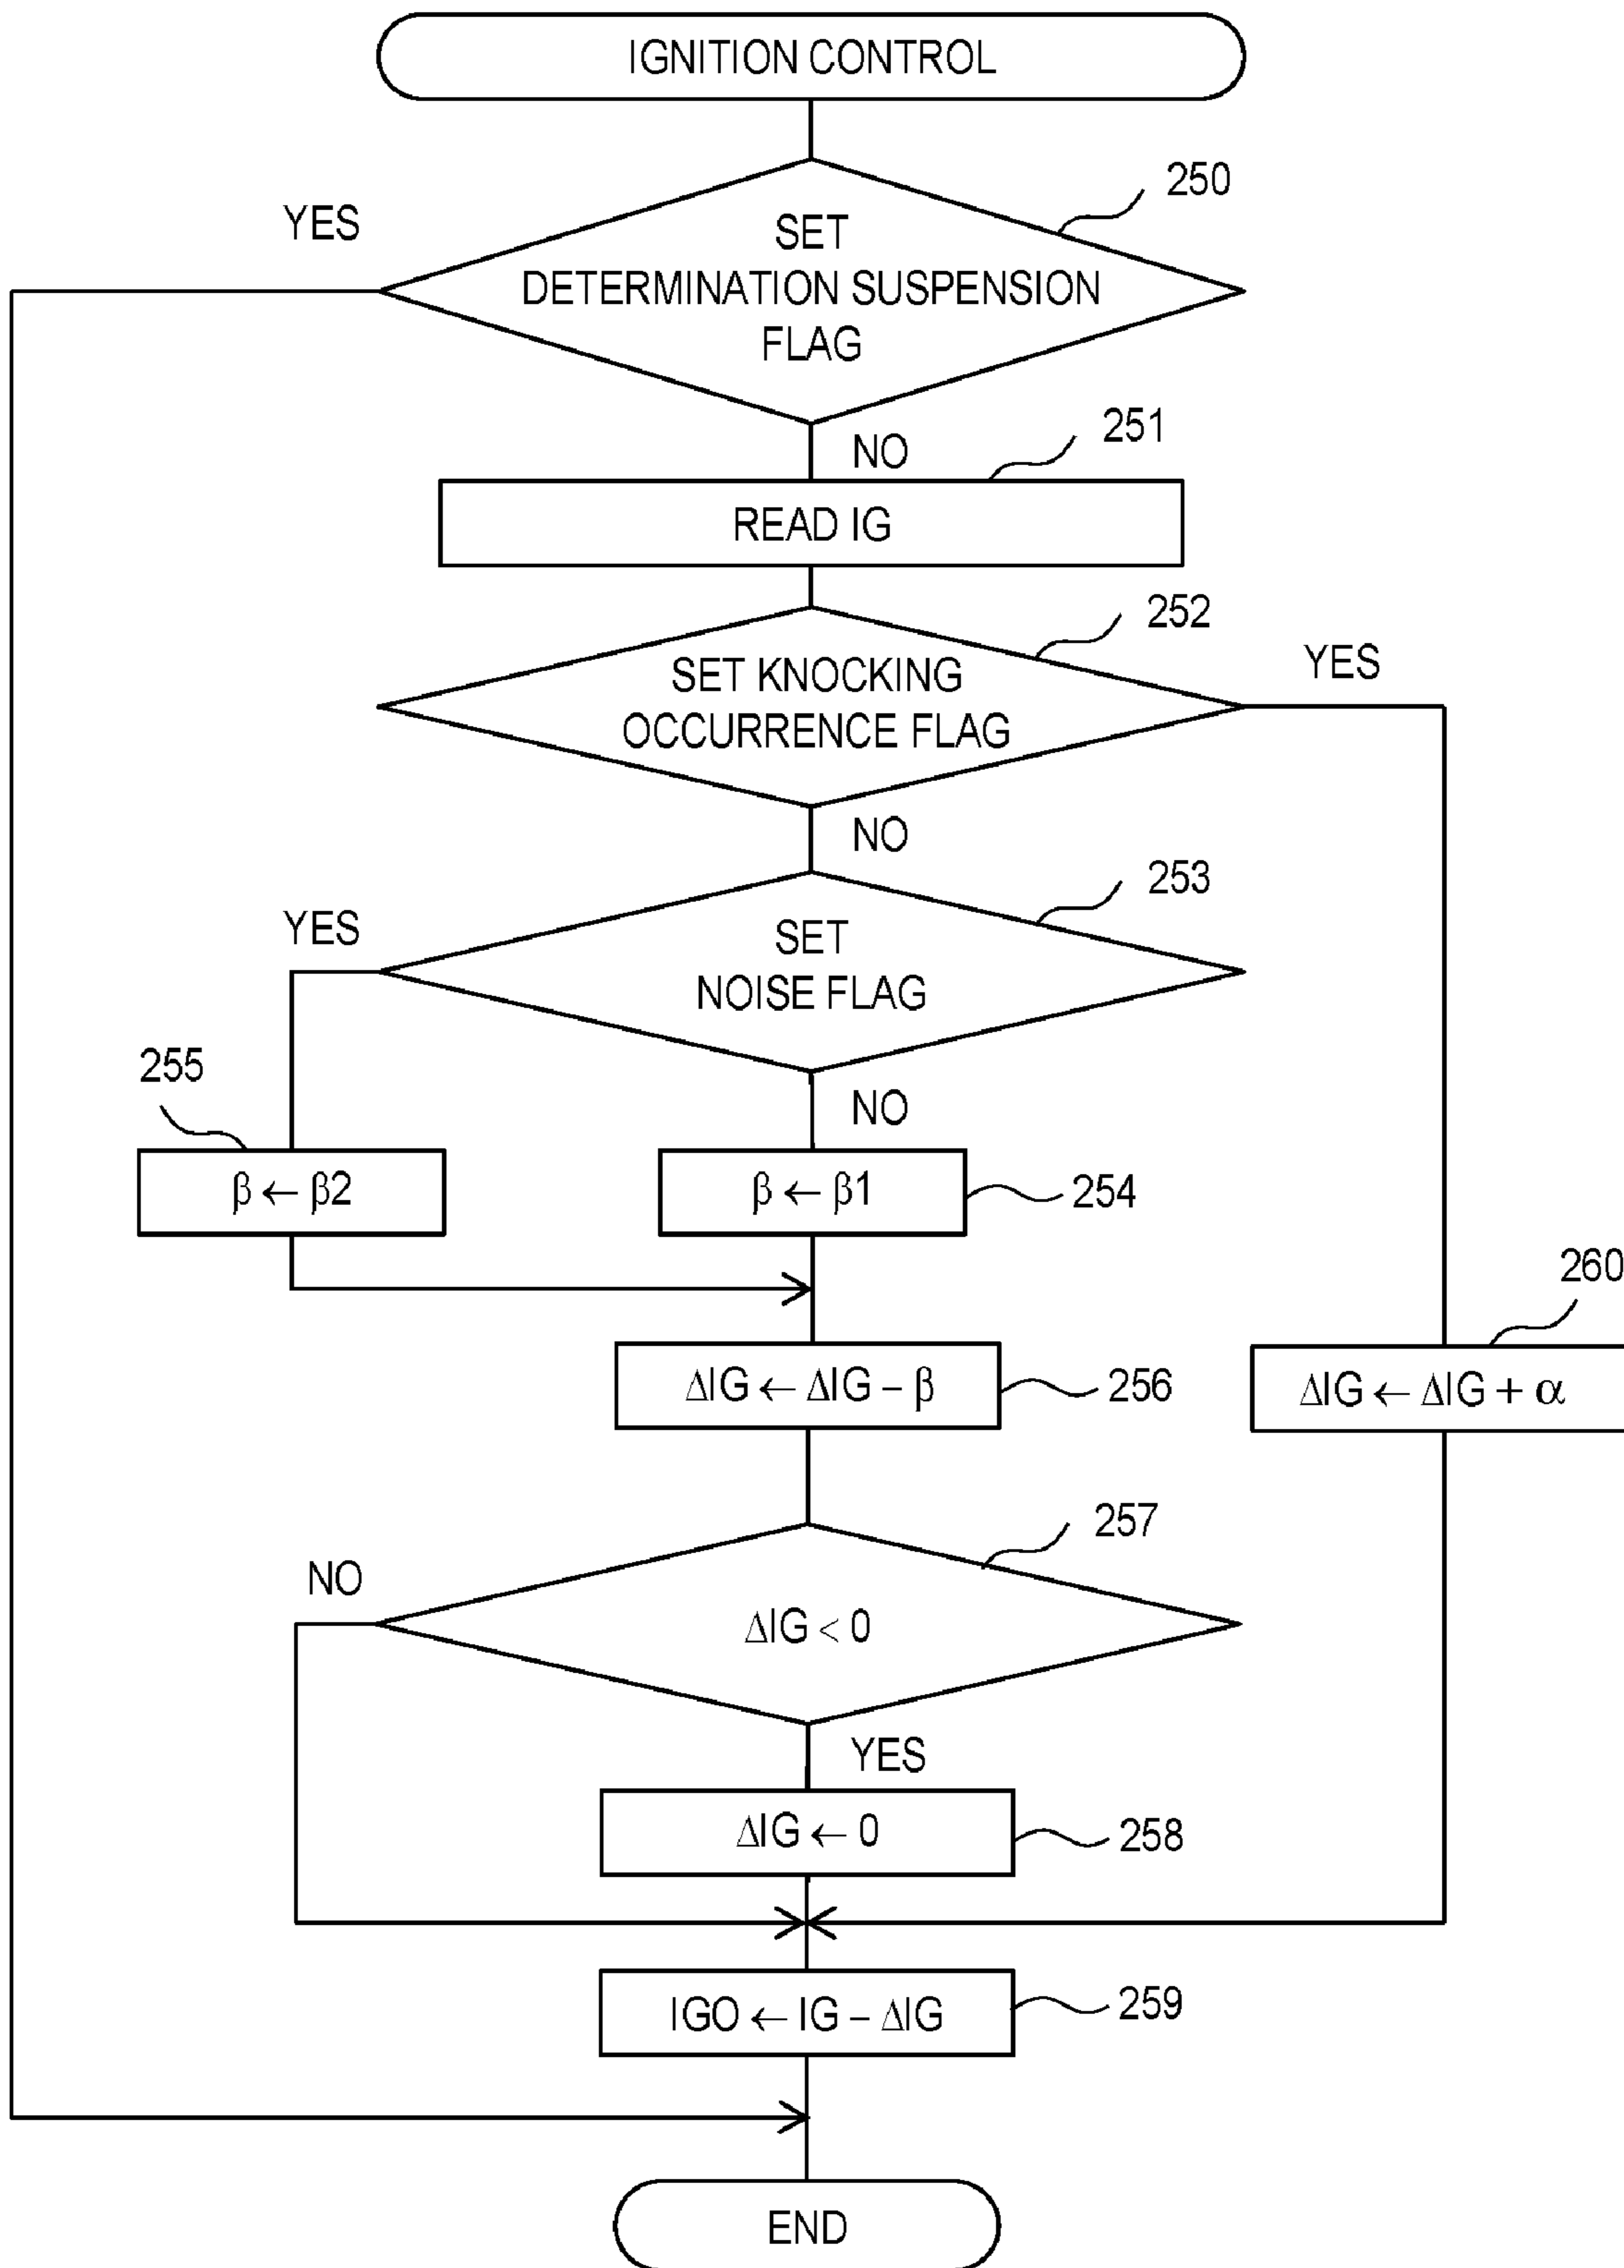 IGNITION CONTROL
250
YES
SET
DETERMINATION SUSPENSION
FLAG
NO
251
READ IG
252
SET KNOCKING
OCCURRENCE FLAG
YES
NO
253
YES
SET
NOISE FLAG
NO
255
β ← β2
β ← β1
254
260
ΔIG ← ΔIG – β
256
ΔIG ← ΔIG + α
257
NO
ΔIG < 0
YES
ΔIG ← 0
258
IGO ← IG – ΔIG
259
END